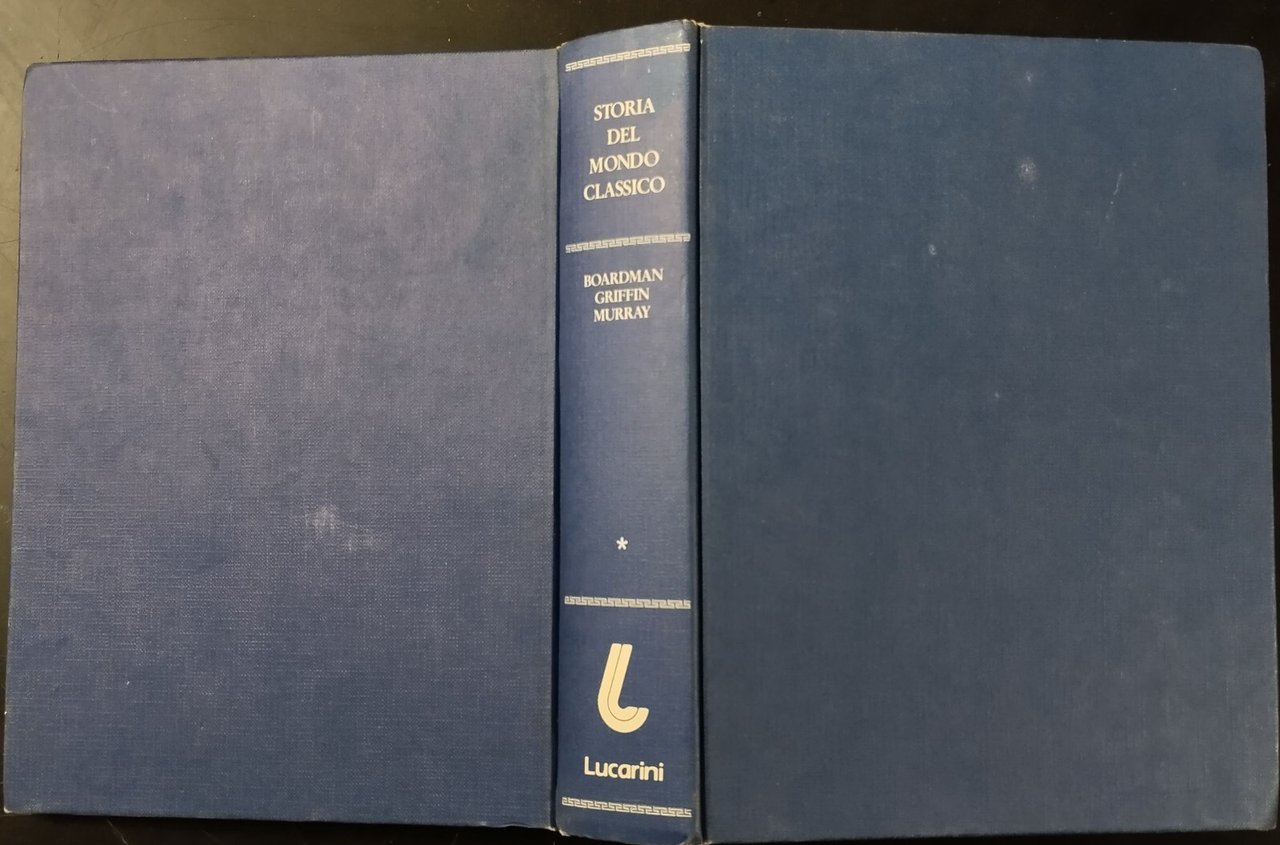 STORIA
DEL
MONDO
CLASSICO
BOARDMAN
GRIFFIN
MURRAY
*
Lucarini